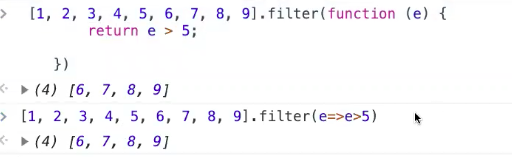 > [1, 2, 3, 4, 5, 6, 7, 8, 9].filter(function (e) {
return e > 5;
})
<· ▶ (4) [6, 7, 8, 9]
> [1, 2, 3, 4, 5, 6, 7, 8, 9].filter(e=>e>5)
<· ▶ (4) [6, 7, 8, 9]